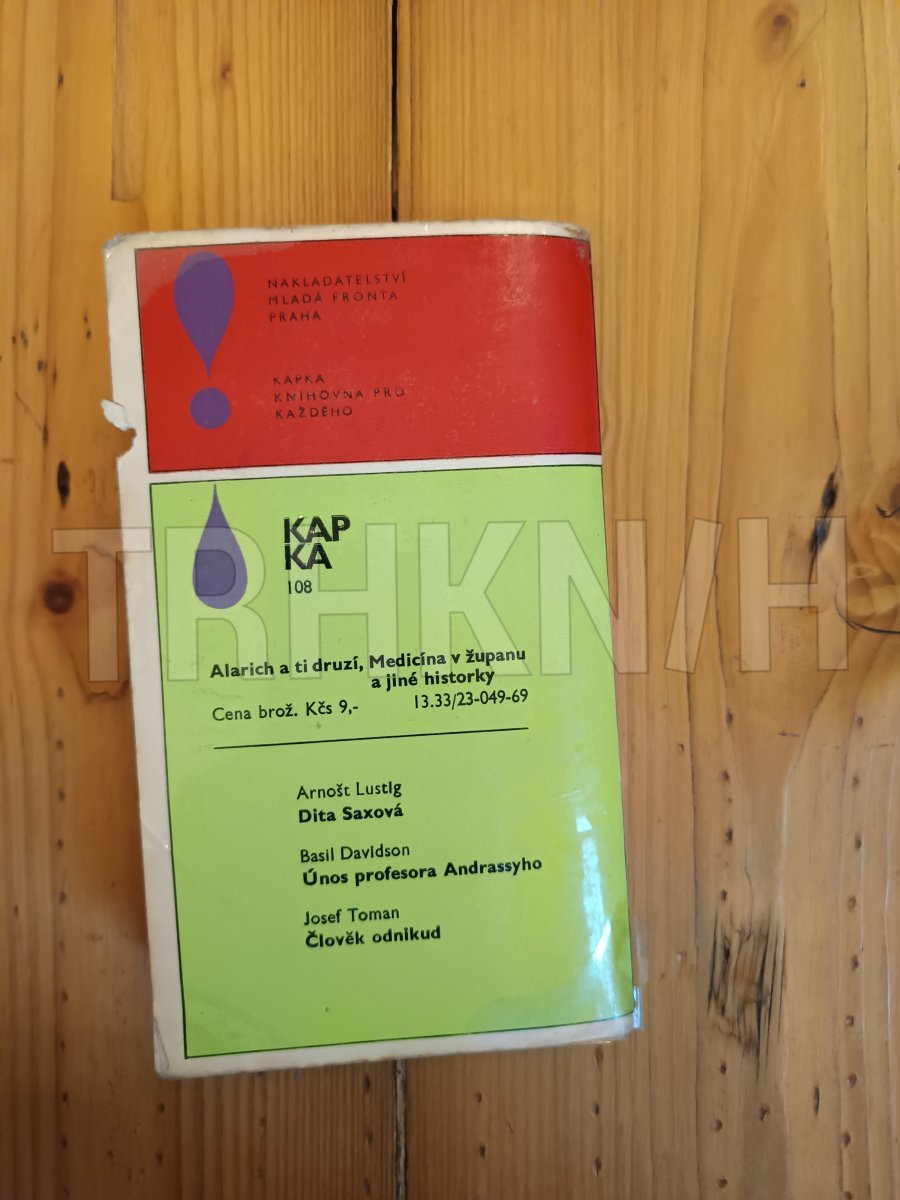 NAKLADATELSTVÍ
MLADÁ FRONTA
PRAHA
KAPKA
KNIHOVNA PRO
KAŽDÉHO
KAP
KA
108
TRHKNIH
Alarich a ti druzí, Medicína v županu
a jiné historky
Cena brož. Kčs 9,- 13.33/23-049-69
Arnošt Lustig
Dita Saxová
Basil Davidson
Únos profesora Andrassyho
Josef Toman
Člověk odnikud